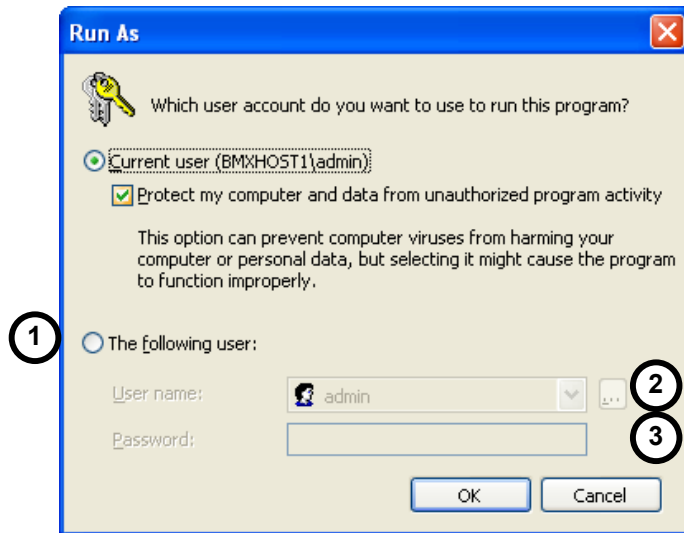 Run As
Which user account do you want to use to run this program?
Current user (BMXHOST1\admin)
Protect my computer and data from unauthorized program activity
This option can prevent computer viruses from harming your
computer or personal data, but selecting it might cause the program
to function improperly.
1
The following user:
User name:
admin
...
2
Password:
3
OK
Cancel